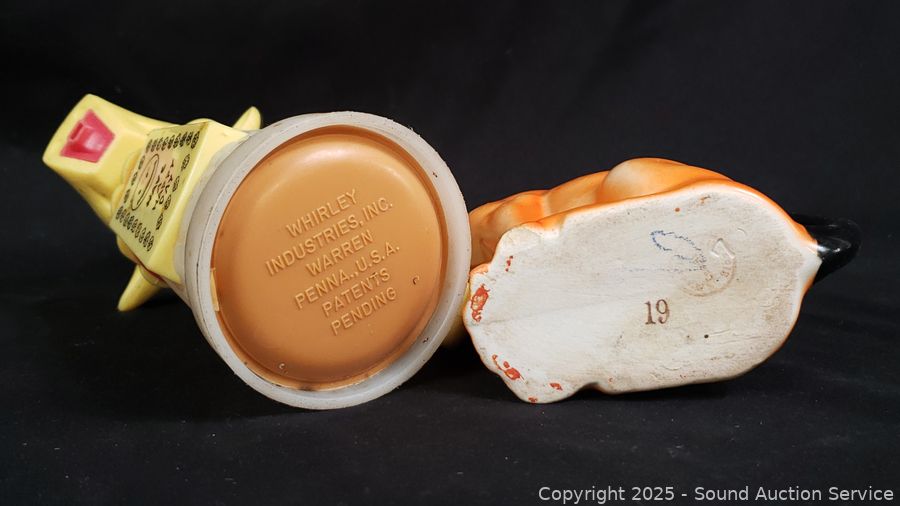 WHIRLEY
INDUSTRIES, INC.
WARREN
PENNA., U.S.A.
PATENTS
PENDING
19
Copyright 2025 - Sound Auction Service